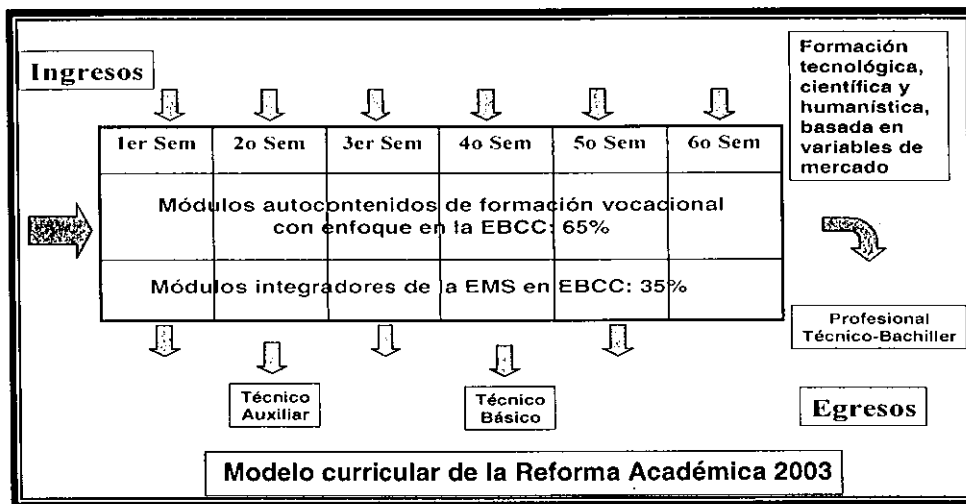 Ingresos
Formación
tecnológica,
científica y
humanística,
basada en
variables de
mercado
1er Sem 2o Sem 3er Sem 4o Sem 5o Sem 6o Sem
Módulos autocontenidos de formación vocacional
con enfoque en la EBCC: 65%
Módulos integradores de la EMS en EBCC: 35%
Profesional
Técnico-Bachiller
Técnico
Auxiliar
Técnico
Básico
Egresos
Modelo curricular de la Reforma Académica 2003